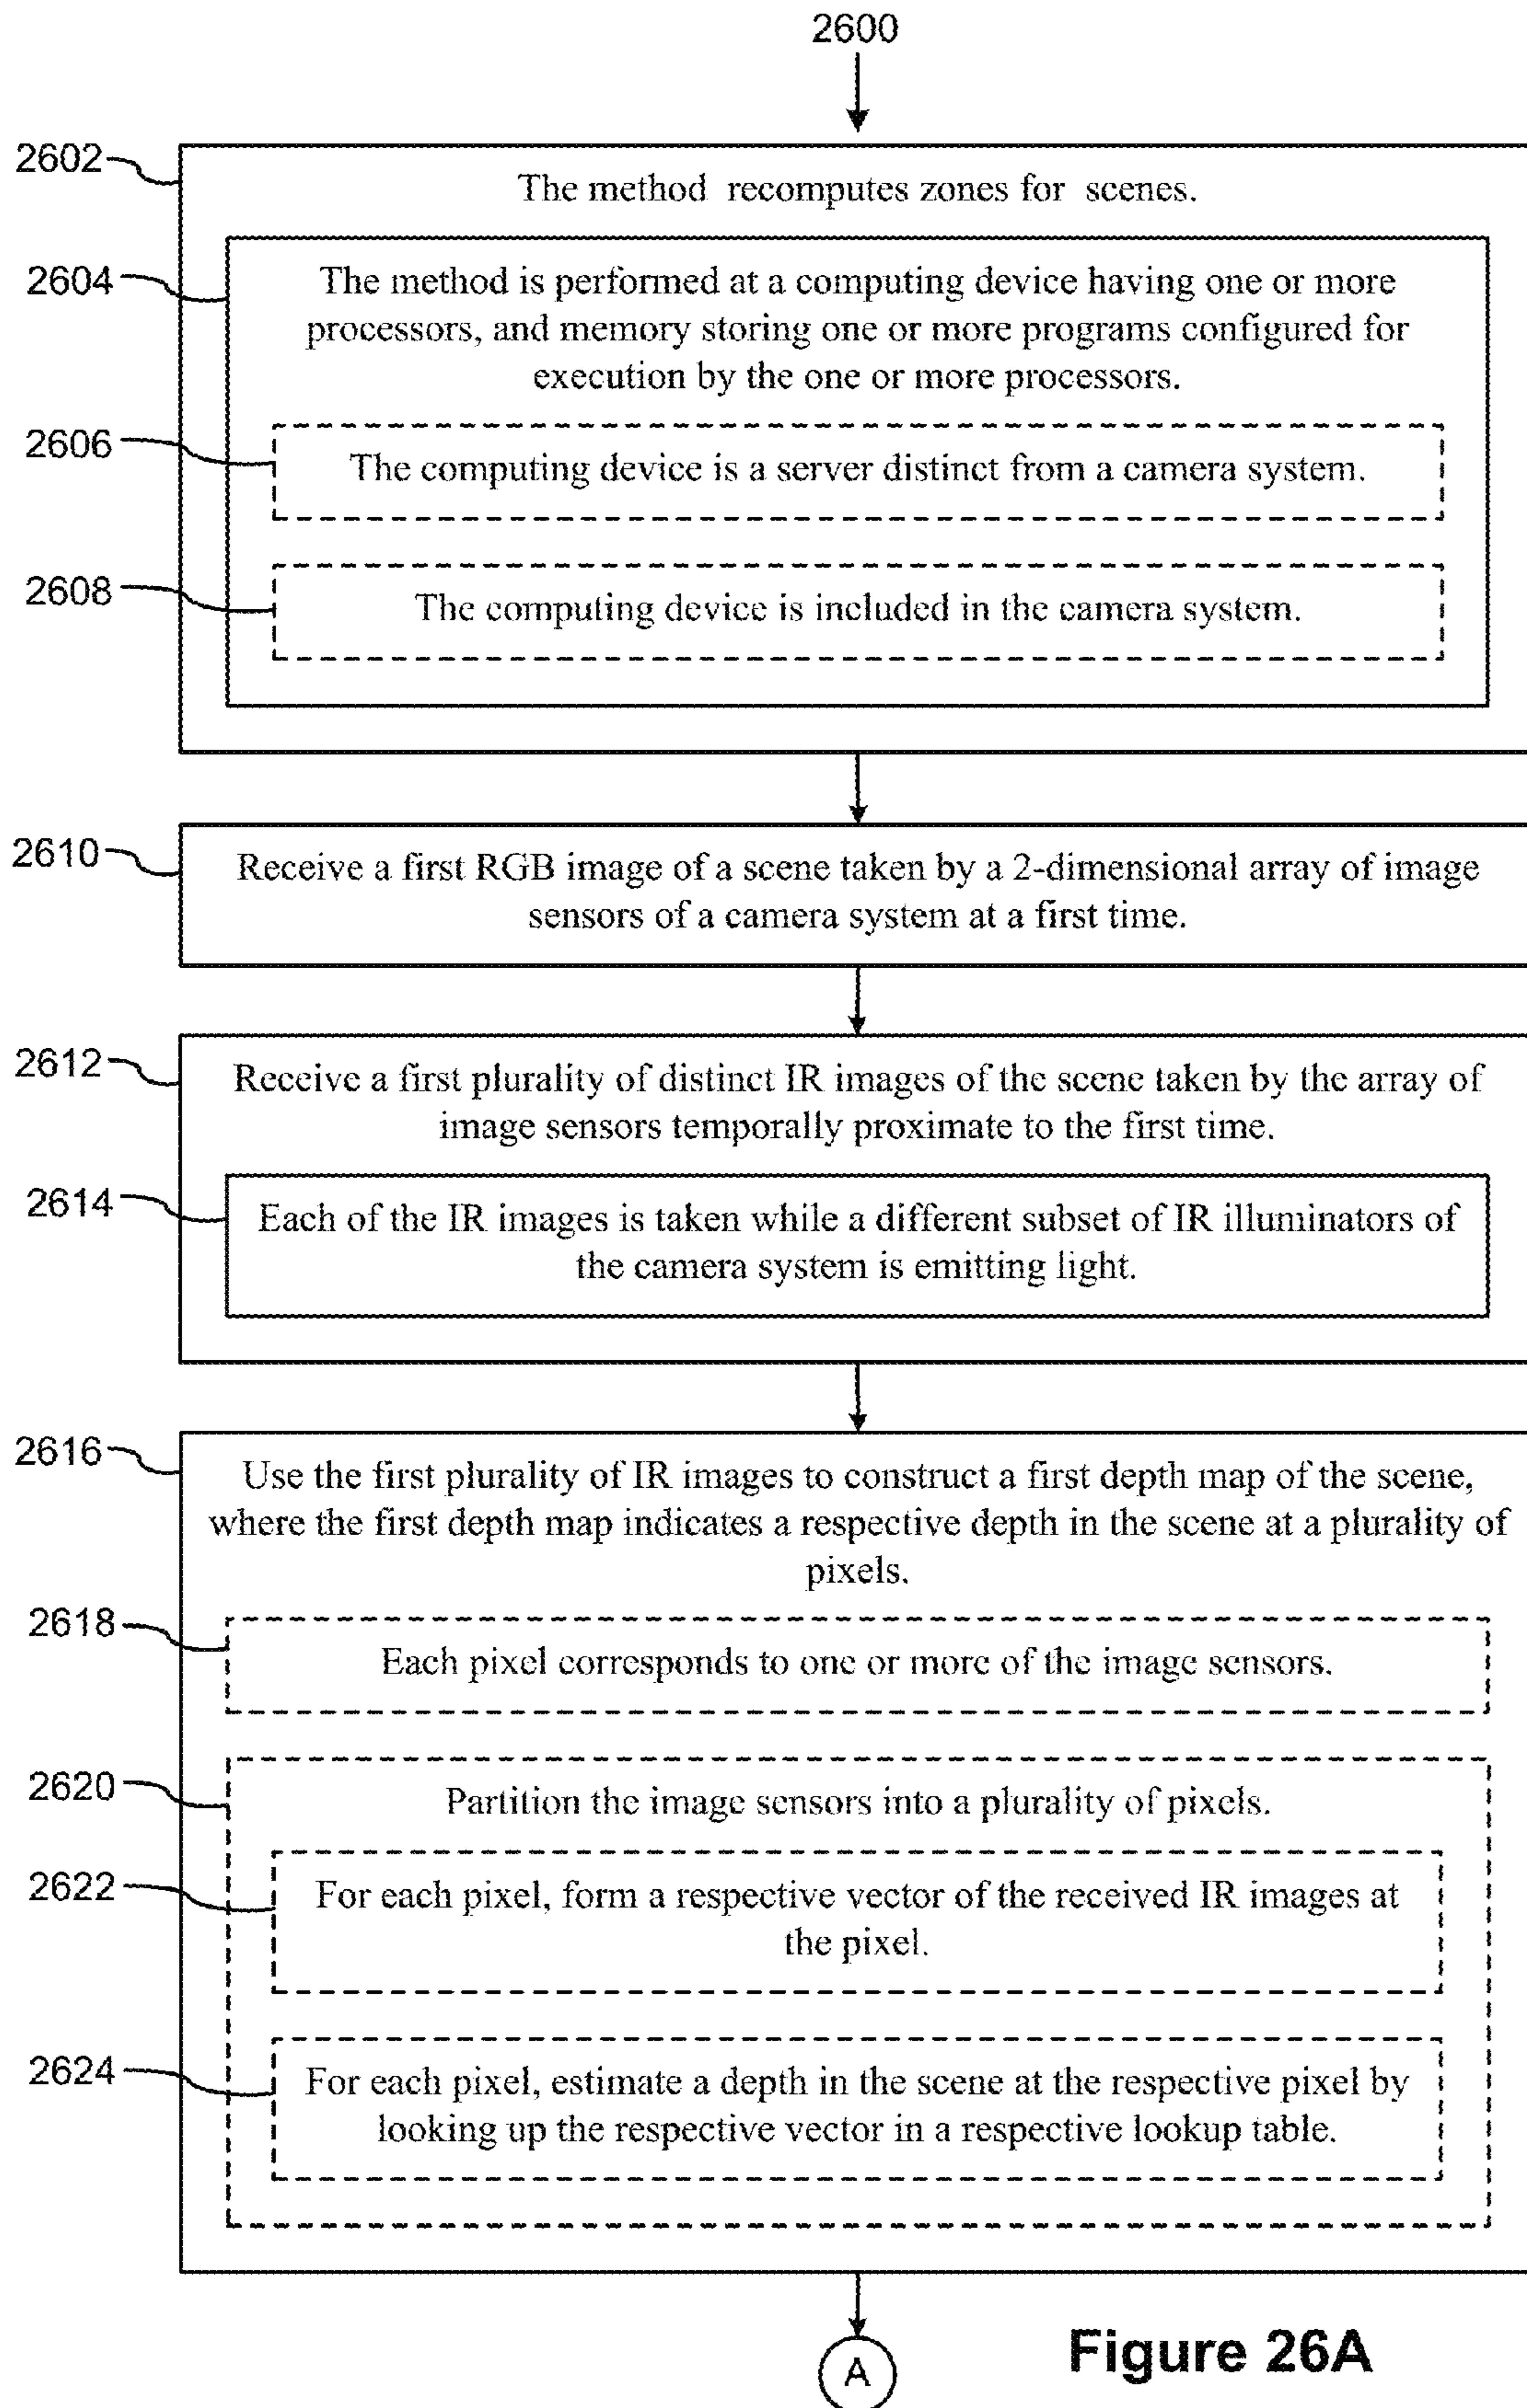 2600
2602
The method recomputes zones for scenes.
2604
The method is performed at a computing device having one or more
processors, and memory storing one or more programs configured for
execution by the one or more processors.
2606
The computing device is a server distinct from a camera system.
2608
The computing device is included in the camera system.
2610
Receive a first RGB image of a scene taken by a 2-dimensional array of image
sensors of a camera system at a first time.
2612
Receive a first plurality of distinct IR images of the scene taken by the array of
image sensors temporally proximate to the first time.
2614
Each of the IR images is taken while a different subset of IR illuminators of
the camera system is emitting light.
2616
Use the first plurality of IR images to construct a first depth map of the scene,
where the first depth map indicates a respective depth in the scene at a plurality of
pixels.
2618
Each pixel corresponds to one or more of the image sensors.
2620
Partition the image sensors into a plurality of pixels.
2622
For each pixel, form a respective vector of the received IR images at
the pixel.
2624
For each pixel, estimate a depth in the scene at the respective pixel by
looking up the respective vector in a respective lookup table.
A
Figure 26A